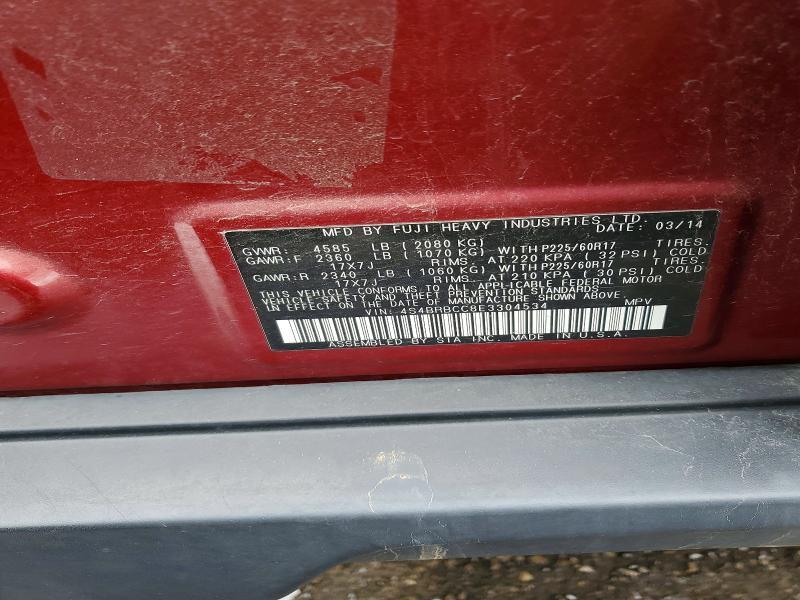 MFD BY FUJI HEAVY INDUSTRIES LTD.
DATE: 03/14
GVWR: 4585 LB (2080 KG)
GAWR:F 2360 LB (1070 KG) WITH P225/60R17 TIRES.
17X7J RIMS. AT 220 KPA (32 PSI) COLD
GAWR:R 2340 LB (1060 KG) WITH P225/60R17 TIRES.
17X7J RIMS. AT 210 KPA (30 PSI) COLD
THIS VEHICLE CONFORMS TO ALL APPLICABLE FEDERAL MOTOR
VEHICLE SAFETY AND THEFT PREVENTION STANDARDS
IN EFFECT ON THE DATE OF MANUFACTURE SHOWN ABOVE.
VIN: 4S4BRBCC8E3304534 MPV
ASSEMBLED BY SIA INC. MADE IN U.S.A.